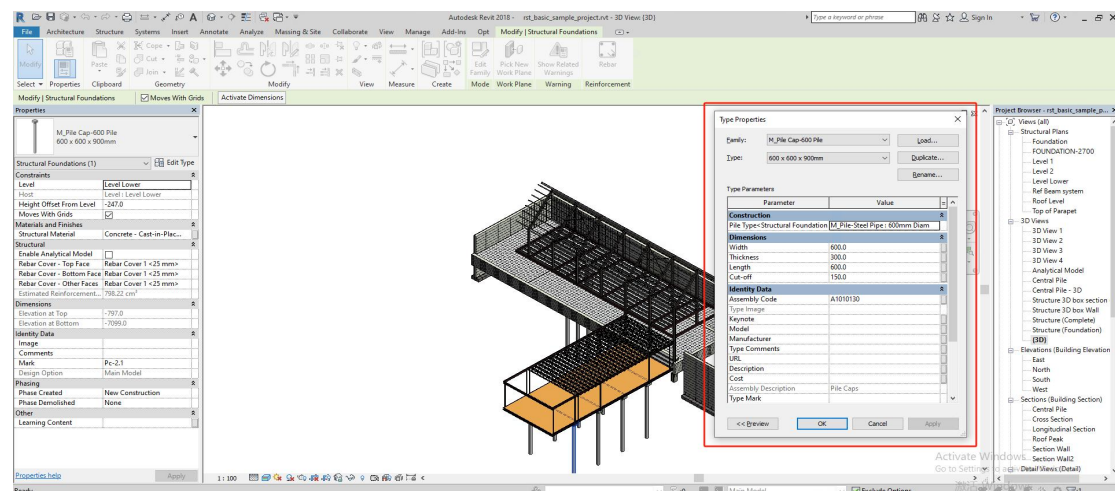 Autodesk Revit 2018 - rst_basic_sample_project.rvt - 3D View: {3D}
Type a keyword or phrase
Sign In
File Architecture Structure Systems Insert Annotate Analyze Massing & Site Collaborate View Manage Add-Ins Opt Modify | Structural Foundations
Modify
Paste
Cope
Cut
Join
Edit Family
Pick New Work Plane
Show Related Warnings
Rebar
Select Properties Clipboard Geometry Modify View Measure Create Mode Work Plane Warning Reinforcement
Modify | Structural Foundations Moves With Grids Activate Dimensions
Properties
M_Pile Cap-600 Pile
600 x 600 x 900mm
Structural Foundations (1) Edit Type
Constraints
Level Level Lower
Host Level : Level Lower
Height Offset From Level -247.0
Moves With Grids
Materials and Finishes
Structural Material Concrete - Cast-in-Plac...
Structural
Enable Analytical Model
Rebar Cover - Top Face Rebar Cover 1 <25 mm>
Rebar Cover - Bottom Face Rebar Cover 1 <25 mm>
Rebar Cover - Other Faces Rebar Cover 1 <25 mm>
Estimated Reinforcement... 798.22 cm³
Dimensions
Elevation at Top -797.0
Elevation at Bottom -7099.0
Identity Data
Image
Comments
Mark Pc-2.1
Design Option Main Model
Phasing
Phase Created New Construction
Phase Demolished None
Other
Learning Content
Properties help Apply
Type Properties
Family: M_Pile Cap-600 Pile Load...
Type: 600 x 600 x 900mm Duplicate...
Rename...
Type Parameters
Parameter Value =
Construction
Pile Type<Structural Foundation M_Pile-Steel Pipe : 600mm Diam
Dimensions
Width 600.0
Thickness 300.0
Length 600.0
Cut-off 150.0
Identity Data
Assembly Code A1010130
Type Image
Keynote
Model
Manufacturer
Type Comments
URL
Description
Cost
Assembly Description Pile Caps
Type Mark
<< Preview OK Cancel Apply
Project Browser - rst_basic_sample_p...
Views (all)
Structural Plans
Foundation
FOUNDATION-2700
Level 1
Level 2
Level Lower
Ref Beam system
Roof Level
Top of Parapet
3D Views
3D View 1
3D View 2
3D View 3
3D View 4
Analytical Model
Central Pile
Central Pile - 3D
Structure 3D box section
Structure 3D box Wall
Structure (Complete)
Structure (Foundation)
{3D}
Elevations (Building Elevation
East
North
South
West
Sections (Building Section)
Central Pile
Cross Section
Longitudinal Section
Roof Peak
Section Wall
Section Wall2
Detail Views (Detail)
Activate Windows
Go to Settings
1 : 100
Ready
Main Model
Exclude Options